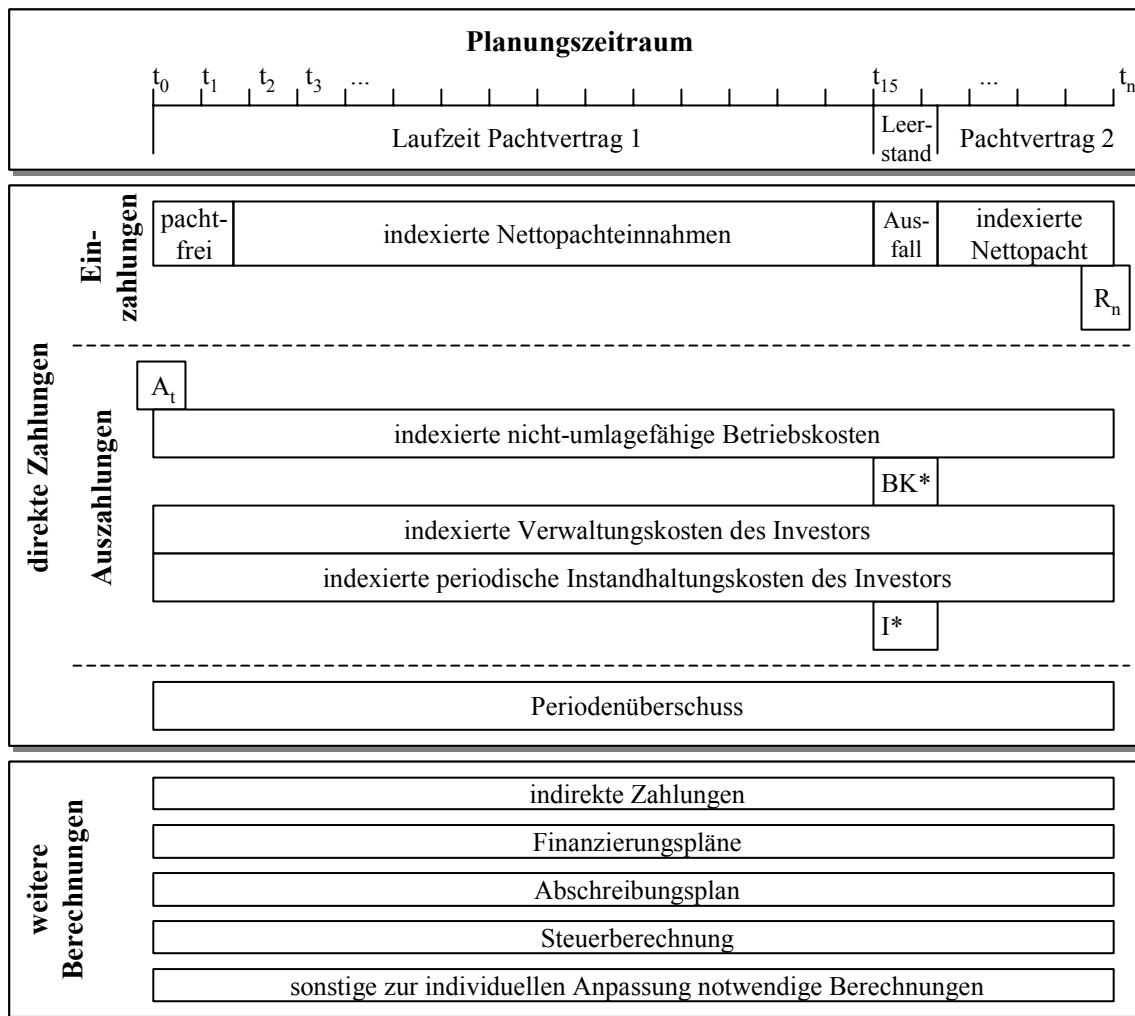 Planungszeitraum
t0 t1 t2 t3 ... t15 ... tn
Laufzeit Pachtvertrag 1
Leer-
stand
Pachtvertrag 2
direkte Zahlungen
Ein-
zahlungen
pacht-
frei
indexierte Nettopachteinnahmen
Aus-
fall
indexierte
Nettopacht
Rn
Auszahlungen
At
indexierte nicht-umlagefähige Betriebskosten
BK*
indexierte Verwaltungskosten des Investors
indexierte periodische Instandhaltungskosten des Investors
I*
Periodenüberschuss
weitere
Berechnungen
indirekte Zahlungen
Finanzierungspläne
Abschreibungsplan
Steuerberechnung
sonstige zur individuellen Anpassung notwendige Berechnungen